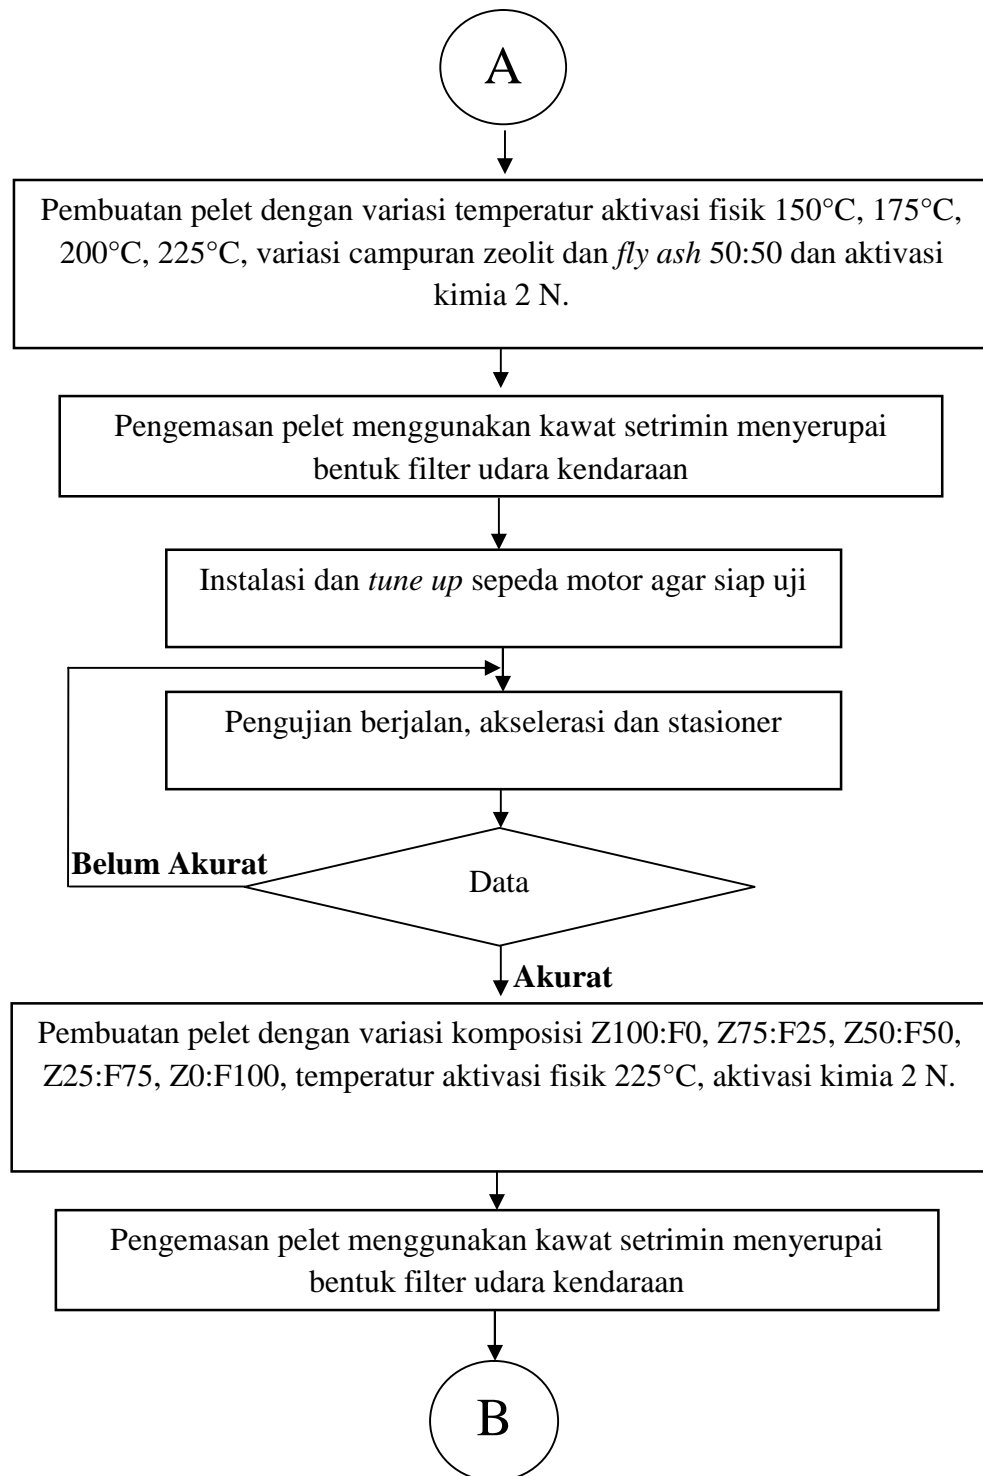 A
Pembuatan pelet dengan variasi temperatur aktivasi fisik 150°C, 175°C,
200°C, 225°C, variasi campuran zeolit dan fly ash 50:50 dan aktivasi
kimia 2 N.
Pengemasan pelet menggunakan kawat setrimin menyerupai
bentuk filter udara kendaraan
Instalasi dan tune up sepeda motor agar siap uji
Pengujian berjalan, akselerasi dan stasioner
Belum Akurat
Data
Akurat
Pembuatan pelet dengan variasi komposisi Z100:F0, Z75:F25, Z50:F50,
Z25:F75, Z0:F100, temperatur aktivasi fisik 225°C, aktivasi kimia 2 N.
Pengemasan pelet menggunakan kawat setrimin menyerupai
bentuk filter udara kendaraan
B